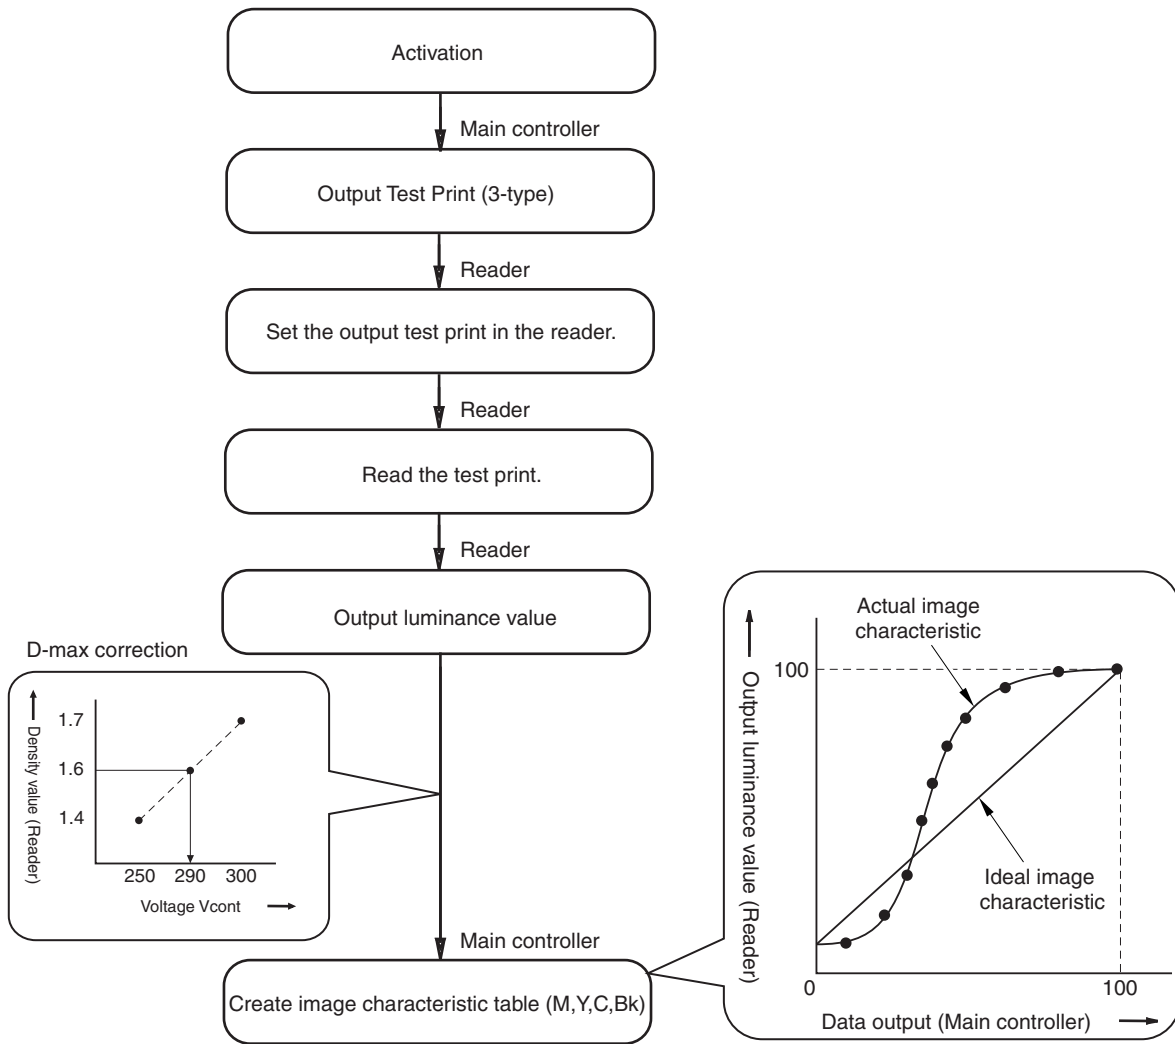 Activation
Main controller
Output Test Print (3-type)
Reader
Set the output test print in the reader.
Reader
Read the test print.
Reader
Output luminance value
D-max correction
Density value (Reader)
1.7
1.6
1.4
250 290 300
Voltage Vcont
Main controller
Create image characteristic table (M,Y,C,Bk)
Output luminance value (Reader)
Actual image
characteristic
100
Ideal image
characteristic
0 100
Data output (Main controller)